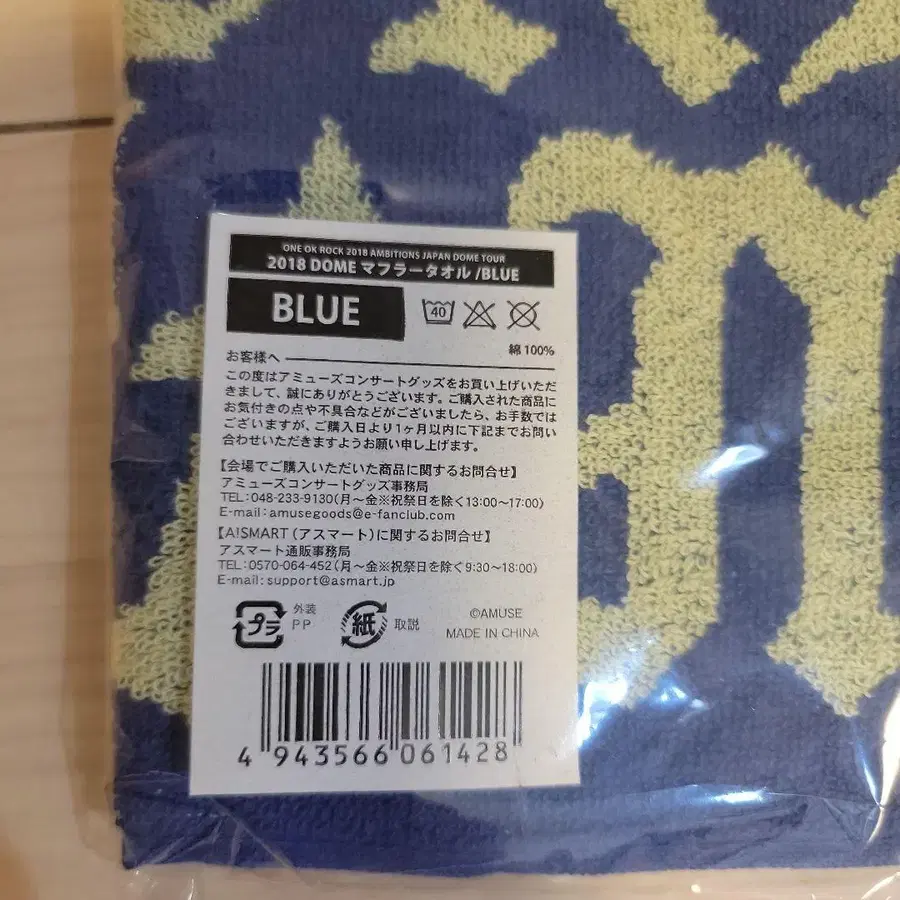 ONE OK ROCK 2018 AMBITIONS JAPAN DOME TOUR
2018 DOME マフラータオル /BLUE
BLUE
40
綿100%
お客様へ
この度はアミューズコンサートグッズをお買い上げいただ
きまして、誠にありがとうございます。ご購入された商品に
お気付きの点や不具合などがございましたら、お手数では
ございますが、ご購入日より1ヶ月以内に下記までお問い
合わせいただきますようお願い申し上げます。
【会場でご購入いただいた商品に関するお問合せ】
アミューズコンサートグッズ事務局
TEL:048-233-9130(月〜金※祝祭日を除く13:00〜17:00)
E-mail:amusegoods@e-fanclub.com
【A!SMART(アスマート)に関するお問合せ】
アスマート通販事務局
TEL:0570-064-452(月〜金※祝祭日を除く9:30〜18:00)
E-mail:support@asmart.jp
プラ 外装 PP
紙 取説
©AMUSE
MADE IN CHINA
4 943566 061428